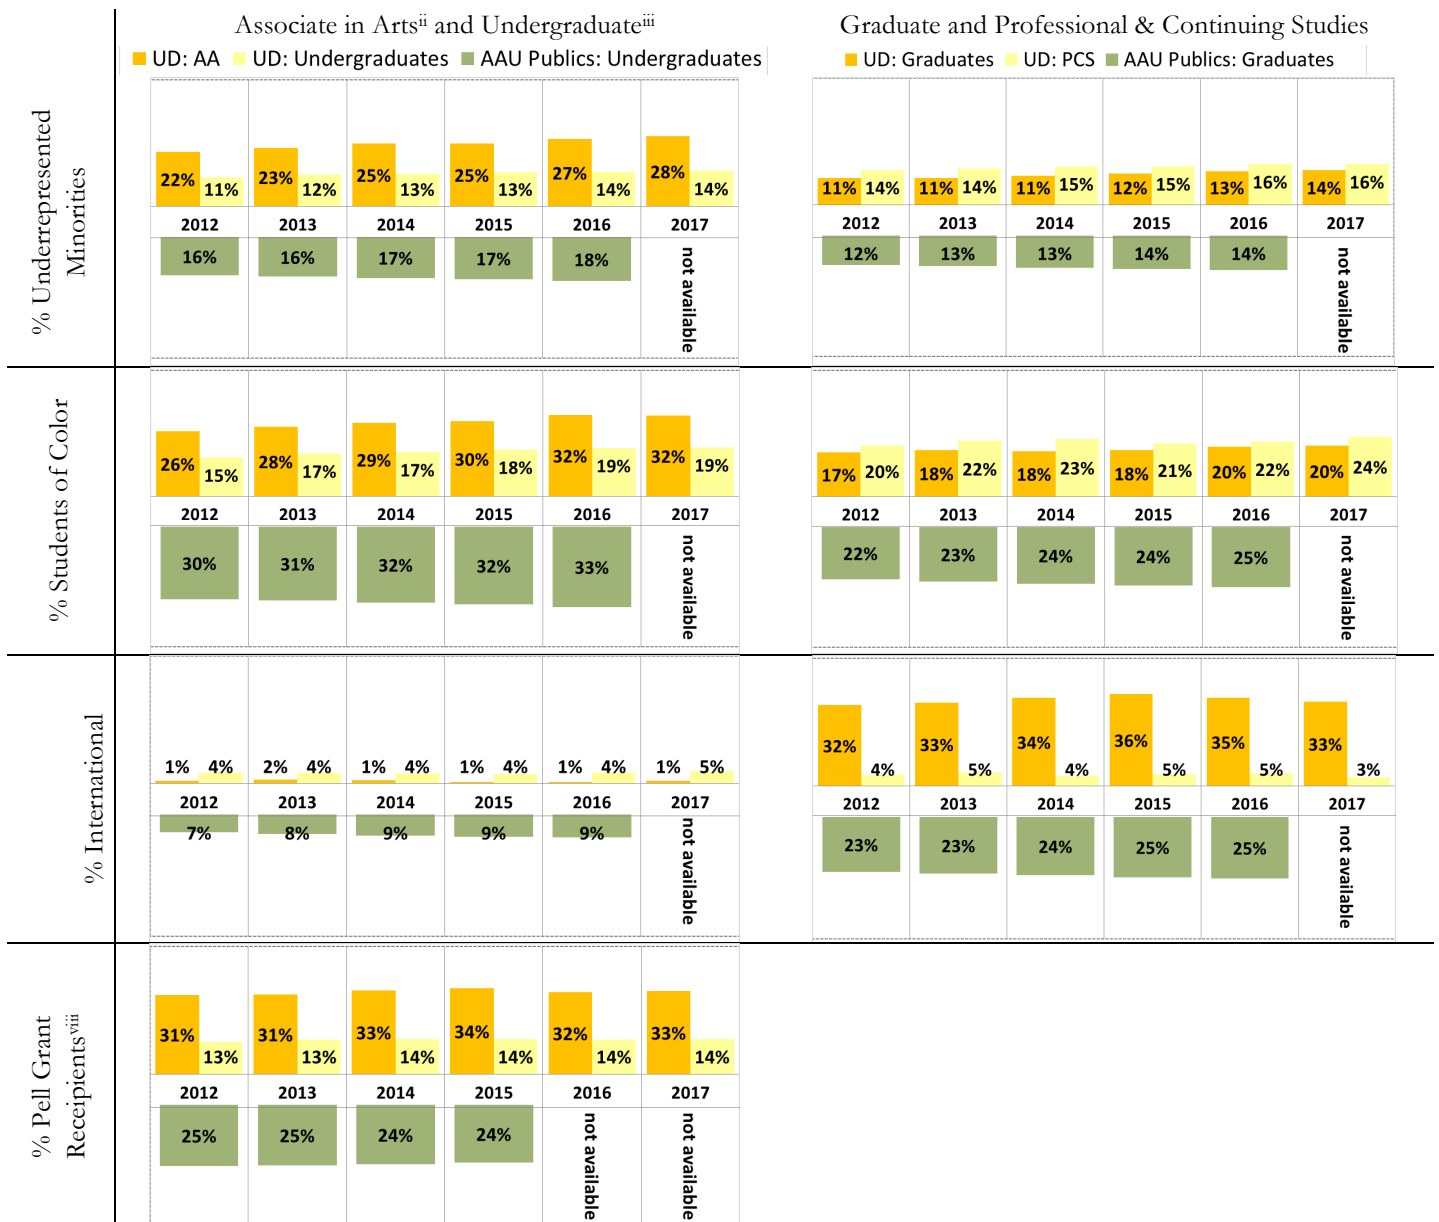 Associate in Artsⁱⁱ and Undergraduateⁱⁱⁱ
UD: AA UD: Undergraduates AAU Publics: Undergraduates
Graduate and Professional & Continuing Studies
UD: Graduates UD: PCS AAU Publics: Graduates
% Underrepresented
Minorities
22% 11% 23% 12% 25% 13% 25% 13% 27% 14% 28% 14%
2012 2013 2014 2015 2016 2017
16% 16% 17% 17% 18% not available
11% 14% 11% 14% 11% 15% 12% 15% 13% 16% 14% 16%
2012 2013 2014 2015 2016 2017
12% 13% 13% 14% 14% not available
% Students of Color
26% 15% 28% 17% 29% 17% 30% 18% 32% 19% 32% 19%
2012 2013 2014 2015 2016 2017
30% 31% 32% 32% 33% not available
17% 20% 18% 22% 18% 23% 18% 21% 20% 22% 20% 24%
2012 2013 2014 2015 2016 2017
22% 23% 24% 24% 25% not available
% International
1% 4% 2% 4% 1% 4% 1% 4% 1% 4% 1% 5%
2012 2013 2014 2015 2016 2017
7% 8% 9% 9% 9% not available
32% 4% 33% 5% 34% 4% 36% 5% 35% 5% 33% 3%
2012 2013 2014 2015 2016 2017
23% 23% 24% 25% 25% not available
% Pell Grant
Receipientsᵛⁱⁱⁱ
31% 13% 31% 13% 33% 14% 34% 14% 32% 14% 33% 14%
2012 2013 2014 2015 2016 2017
25% 25% 24% 24% not available not available